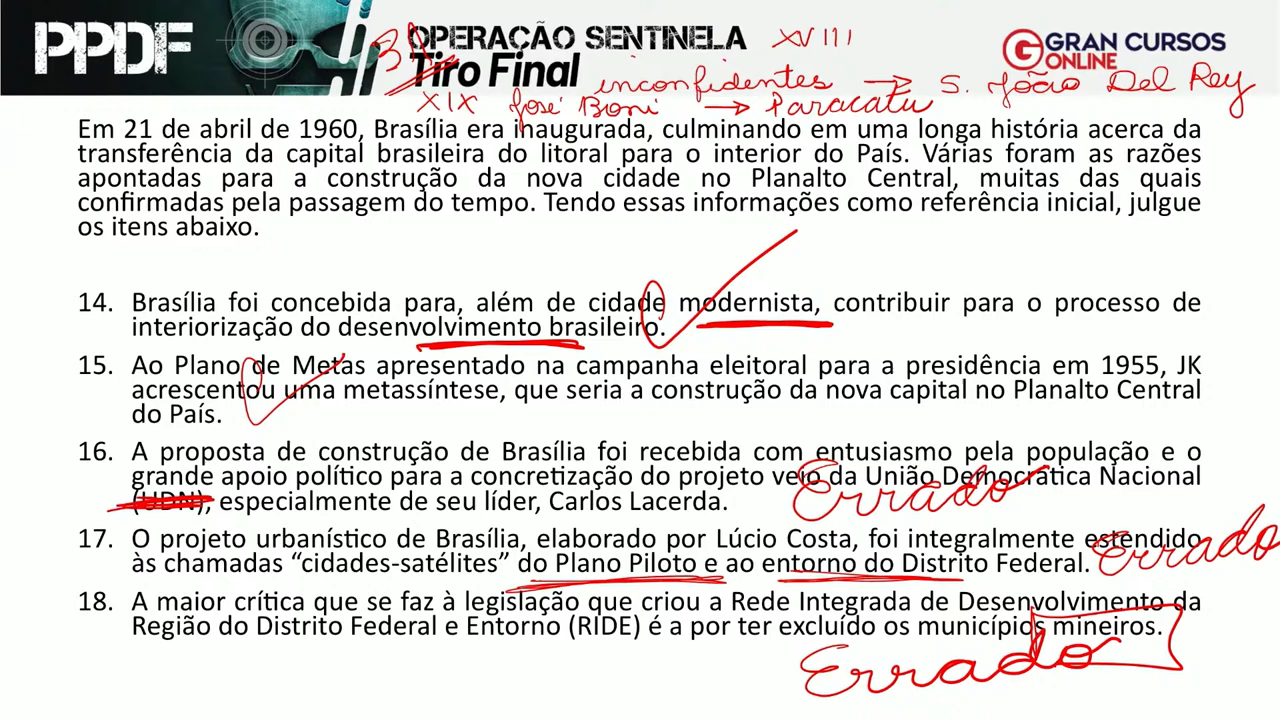 PPDF
OPERAÇÃO SENTINELA
Tiro Final
GRAN CURSOS
ONLINE
XVIII
inconfidentes → S. João Del Rey
XIX José Boni → Paracatu
Em 21 de abril de 1960, Brasília era inaugurada, culminando em uma longa história acerca da
transferência da capital brasileira do litoral para o interior do País. Várias foram as razões
apontadas para a construção da nova cidade no Planalto Central, muitas das quais
confirmadas pela passagem do tempo. Tendo essas informações como referência inicial, julgue
os itens abaixo.
14. Brasília foi concebida para, além de cidade modernista, contribuir para o processo de
interiorização do desenvolvimento brasileiro.
15. Ao Plano de Metas apresentado na campanha eleitoral para a presidência em 1955, JK
acrescentou uma metassíntese, que seria a construção da nova capital no Planalto Central
do País.
16. A proposta de construção de Brasília foi recebida com entusiasmo pela população e o
grande apoio político para a concretização do projeto veio da União Democrática Nacional
(UDN), especialmente de seu líder, Carlos Lacerda.
Errado
17. O projeto urbanístico de Brasília, elaborado por Lúcio Costa, foi integralmente estendido
às chamadas “cidades-satélites” do Plano Piloto e ao entorno do Distrito Federal.
Errado
18. A maior crítica que se faz à legislação que criou a Rede Integrada de Desenvolvimento da
Região do Distrito Federal e Entorno (RIDE) é a por ter excluído os municípios mineiros.
Errado